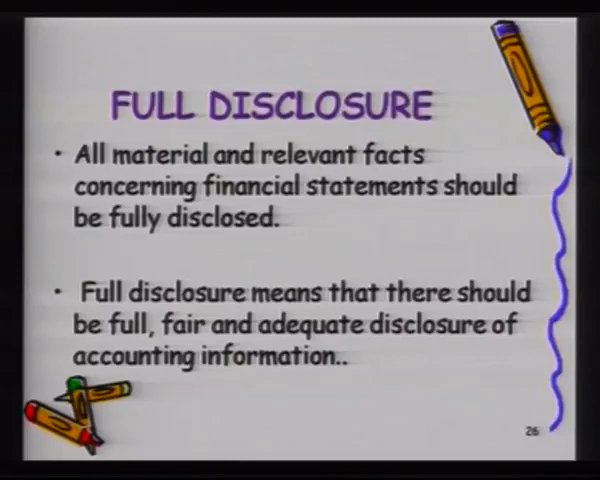 FULL DISCLOSURE
• All material and relevant facts
concerning financial statements should
be fully disclosed.
• Full disclosure means that there should
be full, fair and adequate disclosure of
accounting information..
26